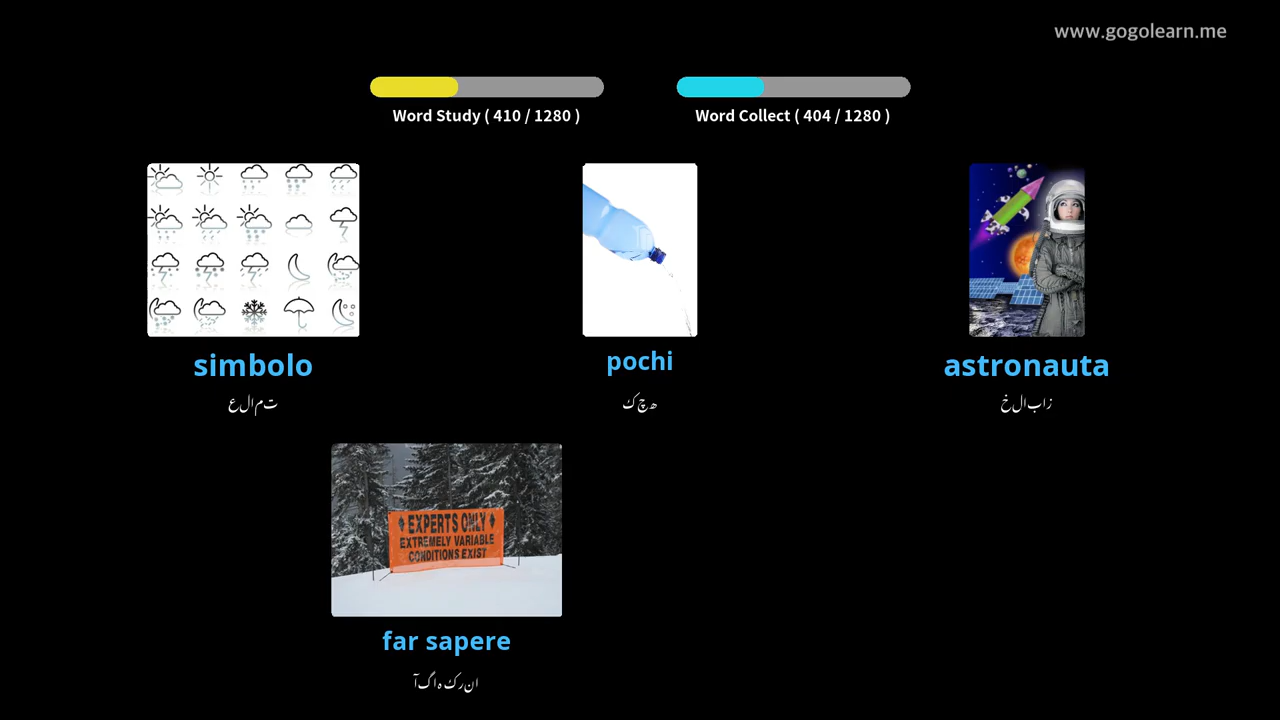 www.gogolearn.me
Word Study ( 410 / 1280 )
Word Collect ( 404 / 1280 )
simbolo
علامت
pochi
کچھ
astronauta
خلاباز
EXPERTS ONLY
EXTREMELY VARIABLE
CONDITIONS EXIST
far sapere
آگاہ کرنا